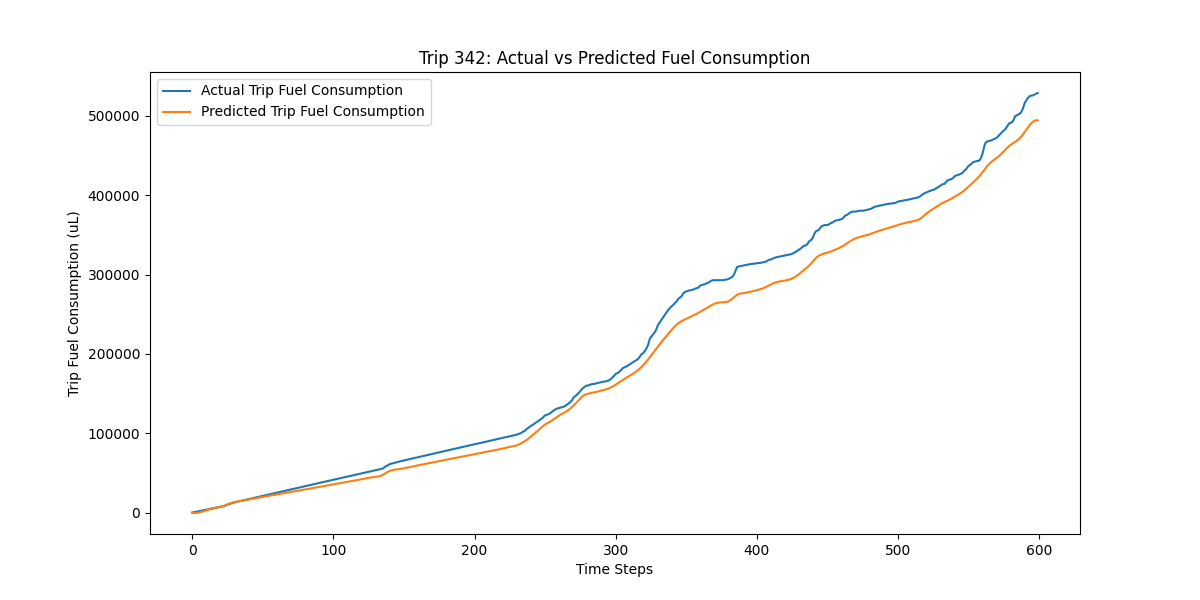 Trip 342: Actual vs Predicted Fuel Consumption
Actual Trip Fuel Consumption
Predicted Trip Fuel Consumption
Trip Fuel Consumption (uL)
500000
400000
300000
200000
100000
0
0 100 200 300 400 500 600
Time Steps